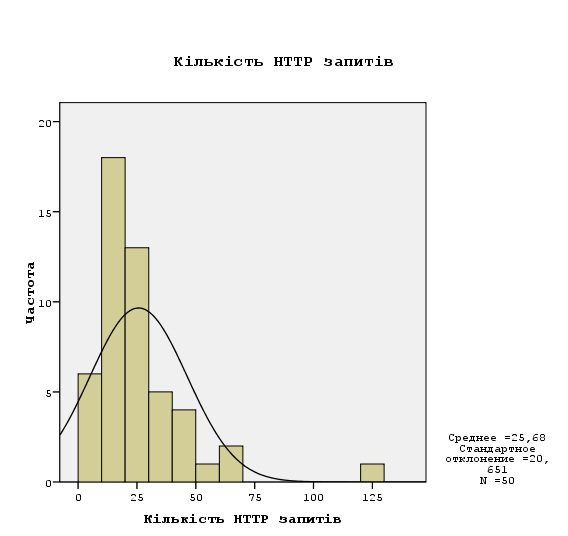 Кількість HTTP запитів
20
15
10
5
0
Частота
0 25 50 75 100 125
Кількість HTTP запитів
Среднее =25,68
Стандартное
отклонение =20,
651
N =50